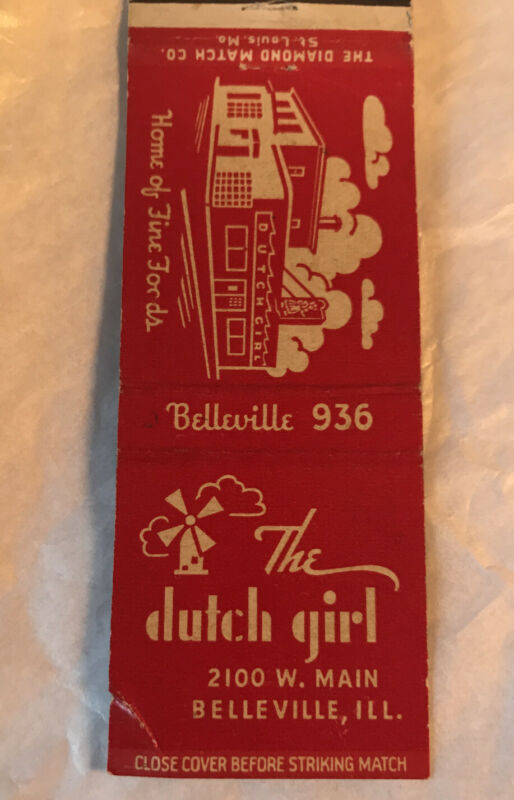 THE DIAMOND MATCH CO.
St. Louis, Mo.
Home of Fine Foods
DUTCH GIRL
Belleville 936
The
dutch girl
2100 W. MAIN
BELLEVILLE, ILL.
CLOSE COVER BEFORE STRIKING MATCH